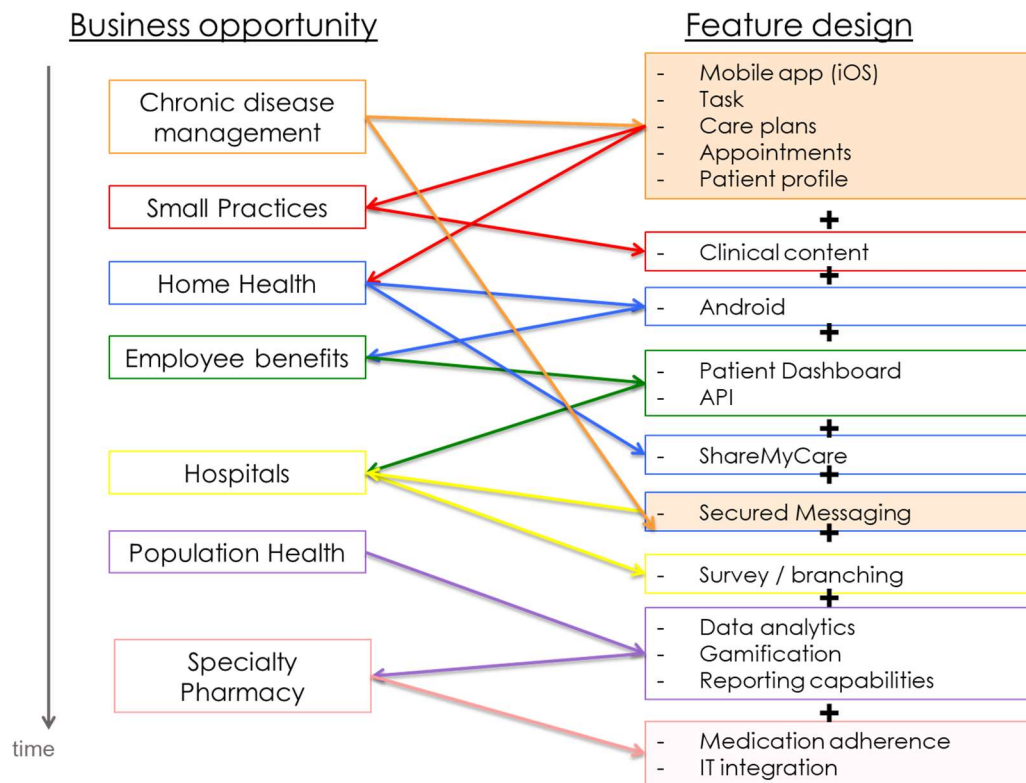 Business opportunity
Feature design
Chronic disease
management
Small Practices
Home Health
Employee benefits
Hospitals
Population Health
Specialty
Pharmacy
time
- Mobile app (iOS)
- Task
- Care plans
- Appointments
- Patient profile
+
- Clinical content
+
- Android
+
- Patient Dashboard
- API
+
- ShareMyCare
+
- Secured Messaging
+
- Survey / branching
+
- Data analytics
- Gamification
- Reporting capabilities
+
- Medication adherence
- IT integration